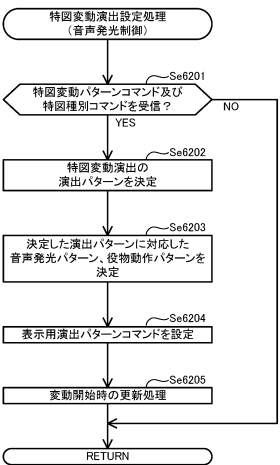 特図変動演出設定処理
(音声発光制御)
Se6201
特図変動パターンコマンド及び
特図種別コマンドを受信？
NO
YES
Se6202
特図変動演出の
演出パターンを決定
Se6203
決定した演出パターンに対応した
音声発光パターン、役物動作パターンを
決定
Se6204
表示用演出パターンコマンドを設定
Se6205
変動開始時の更新処理
RETURN